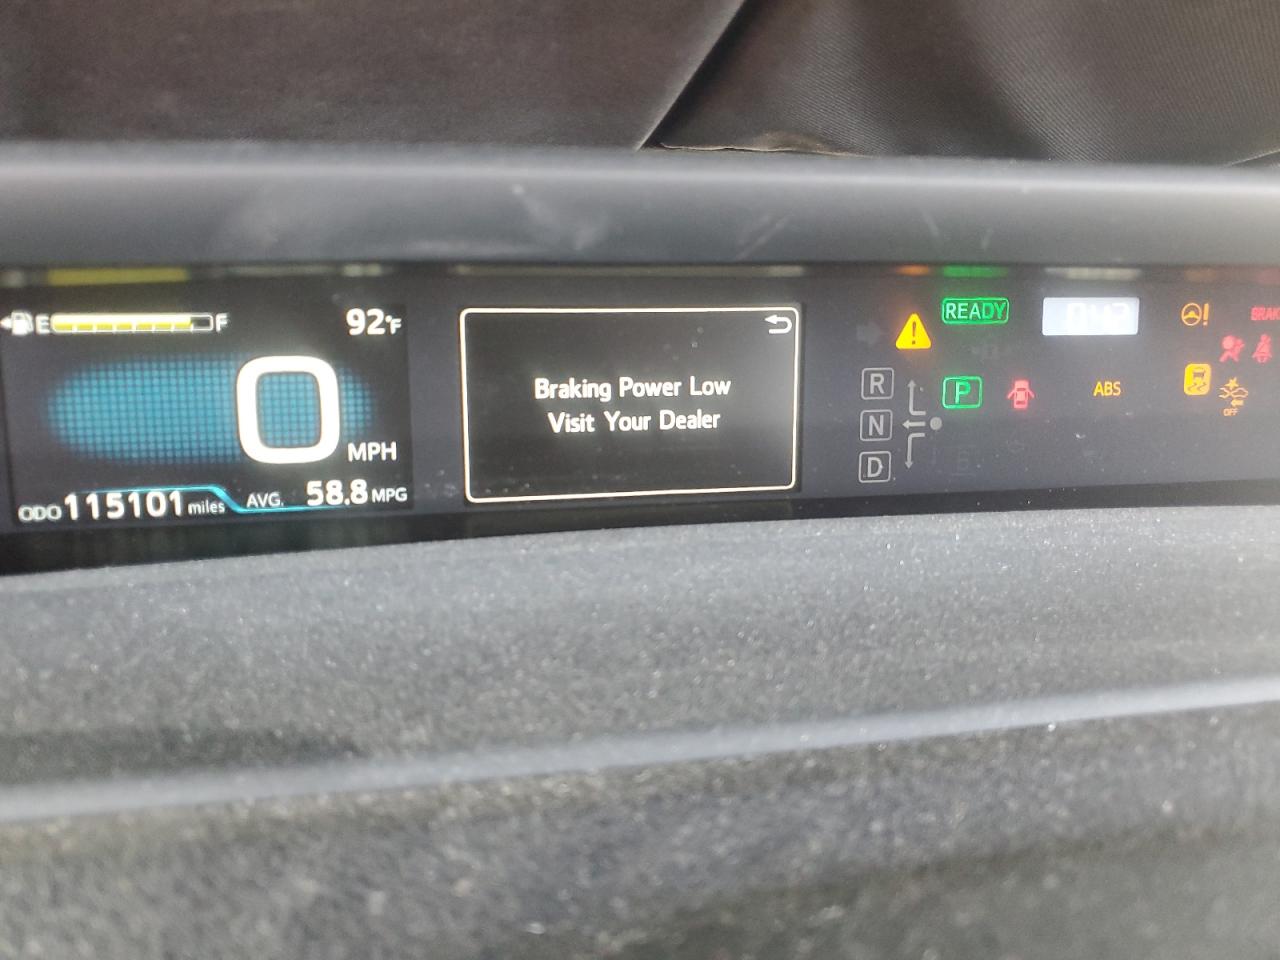 E F
92°F
0
MPH
ODO 115101 miles
AVG. 58.8 MPG
Braking Power Low
Visit Your Dealer
READY
R
N
D
P
ABS
BRAK
OFF